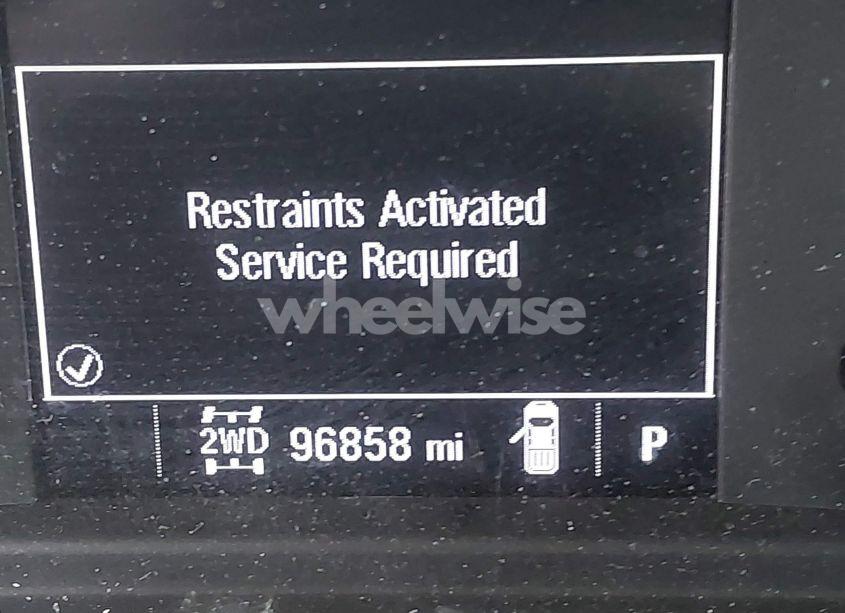 Restraints Activated
Service Required
wheelwise
2WD 96858 mi P